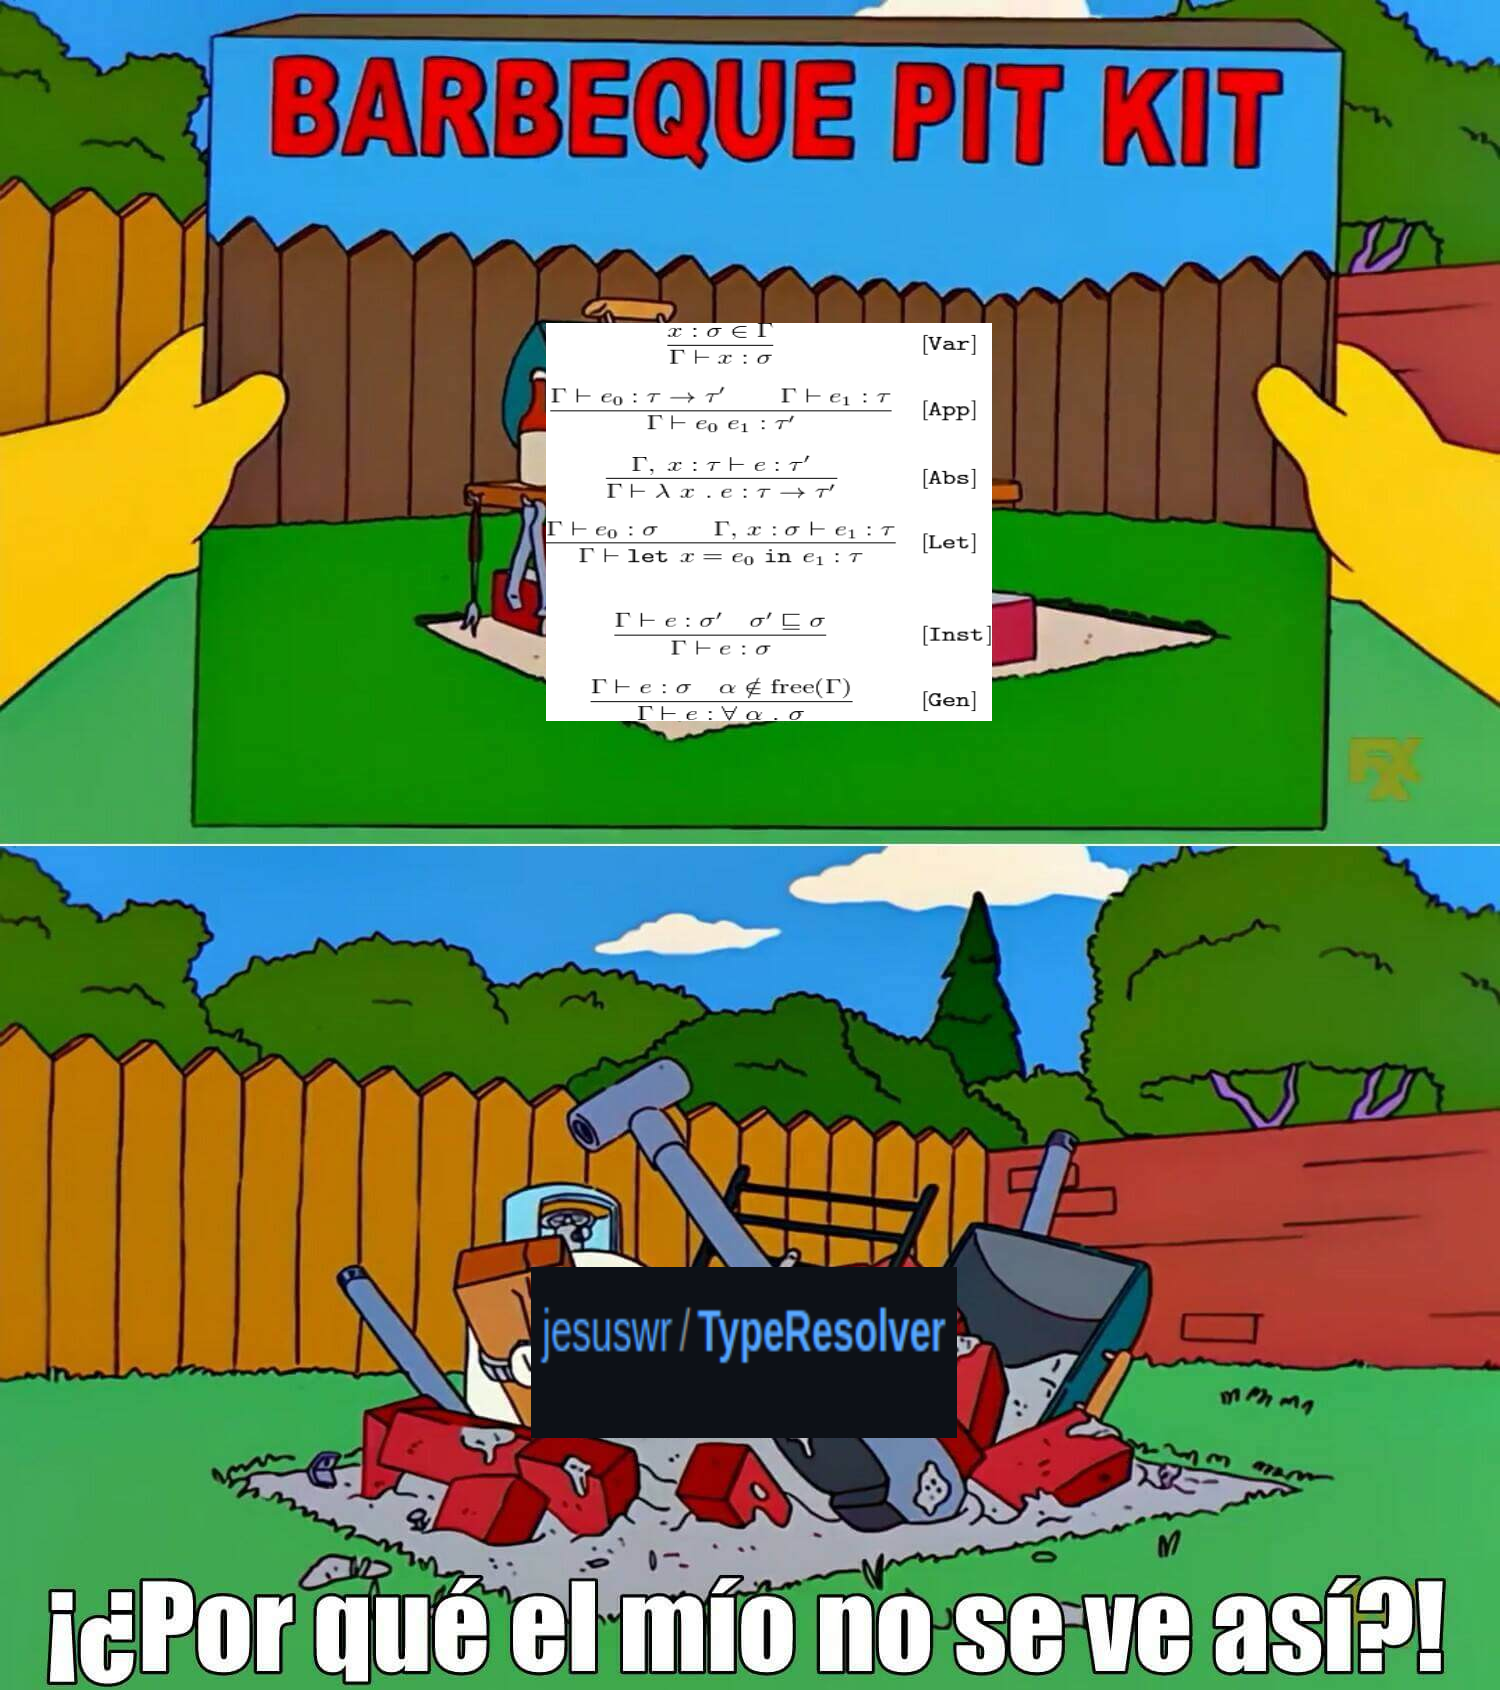 BARBEQUE PIT KIT
x : σ ∈ Γ
Γ ⊢ x : σ
[Var]
Γ ⊢ e₀ : τ → τ′ Γ ⊢ e₁ : τ
Γ ⊢ e₀ e₁ : τ′
[App]
Γ, x : τ ⊢ e : τ′
Γ ⊢ λ x . e : τ → τ′
[Abs]
Γ ⊢ e₀ : σ Γ, x : σ ⊢ e₁ : τ
Γ ⊢ let x = e₀ in e₁ : τ
[Let]
Γ ⊢ e : σ′ σ′ ⊑ σ
Γ ⊢ e : σ
[Inst]
Γ ⊢ e : σ α ∉ free(Γ)
Γ ⊢ e : ∀ α . σ
[Gen]
FXX
jesuswr / TypeResolver
¡¿Por qué el mío no se ve así?!